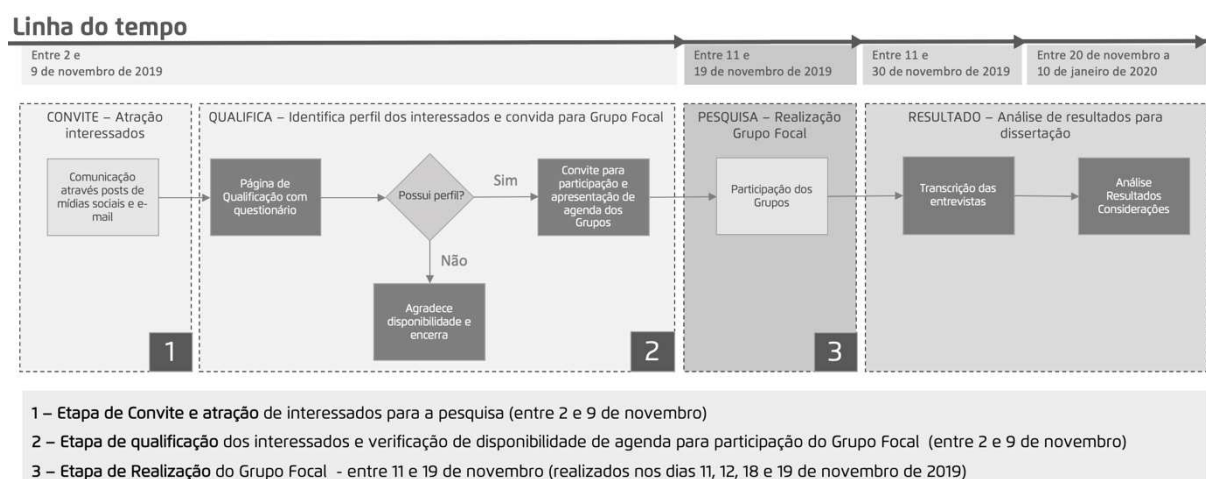 Linha do tempo
Entre 2 e
9 de novembro de 2019
Entre 11 e
19 de novembro de 2019
Entre 11 e
30 de novembro de 2019
Entre 20 de novembro a
10 de janeiro de 2020
CONVITE – Atração
interessados
Comunicação
através posts de
mídias sociais e e-
mail
1
QUALIFICA – Identifica perfil dos interessados e convida para Grupo Focal
Página de
Qualificação com
questionário
Possui perfil?
Sim
Não
Convite para
participação e
apresentação de
agenda dos
Grupos
Agradece
disponibilidade e
encerra
2
PESQUISA – Realização
Grupo Focal
Participação dos
Grupos
3
RESULTADO – Análise de resultados para
dissertação
Transcrição das
entrevistas
Análise
Resultados
Considerações
1 – Etapa de Convite e atração de interessados para a pesquisa (entre 2 e 9 de novembro)
2 – Etapa de qualificação dos interessados e verificação de disponibilidade de agenda para participação do Grupo Focal (entre 2 e 9 de novembro)
3 – Etapa de Realização do Grupo Focal - entre 11 e 19 de novembro (realizados nos dias 11, 12, 18 e 19 de novembro de 2019)